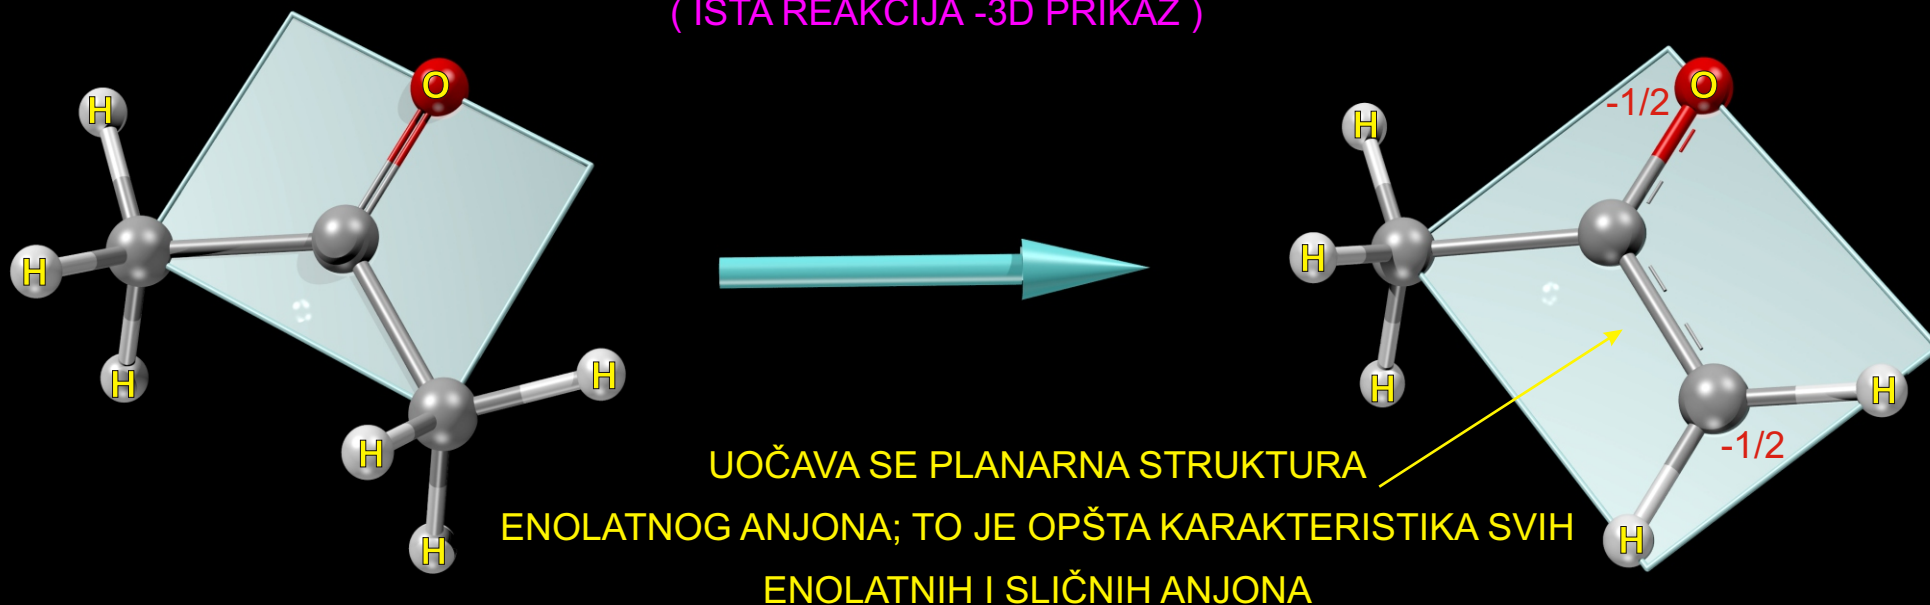 ( ISTA REAKCIJA -3D PRIKAZ )
O
H
H
H
H
H
H
O
-1/2
H
H
H
H
-1/2
H
UOČAVA SE PLANARNA STRUKTURA
ENOLATNOG ANJONA; TO JE OPŠTA KARAKTERISTIKA SVIH
ENOLATNIH I SLIČNIH ANJONA